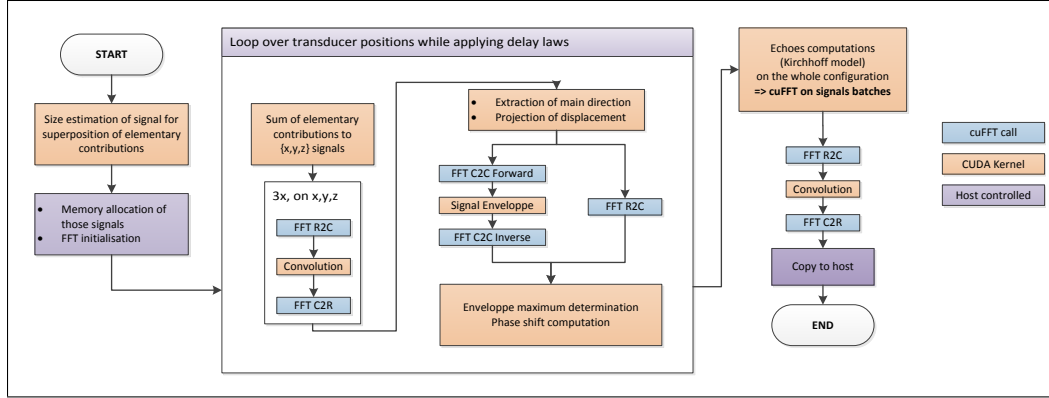 START
Size estimation of signal for
superposition of elementary
contributions
• Memory allocation of
those signals
• FFT initialisation
Loop over transducer positions while applying delay laws
Sum of elementary
contributions to
{x,y,z} signals
3x, on x,y,z
FFT R2C
Convolution
FFT C2R
• Extraction of main direction
• Projection of displacement
FFT C2C Forward
Signal Enveloppe
FFT C2C Inverse
FFT R2C
Enveloppe maximum determination
Phase shift computation
Echoes computations
(Kirchhoff model)
on the whole configuration
=> cuFFT on signals batches
FFT R2C
Convolution
FFT C2R
Copy to host
END
cuFFT call
CUDA Kernel
Host controlled